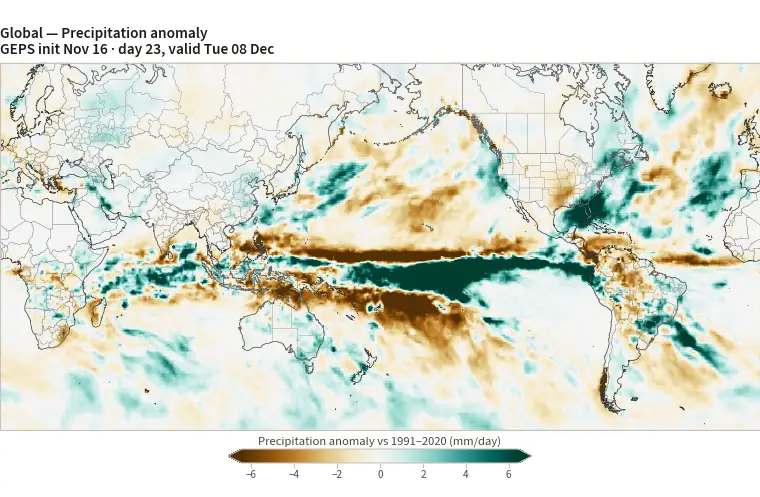 Global — Precipitation anomaly
GEPS init Nov 16 · day 23, valid Tue 08 Dec
Precipitation anomaly vs 1991–2020 (mm/day)
−6 −4 −2 0 2 4 6